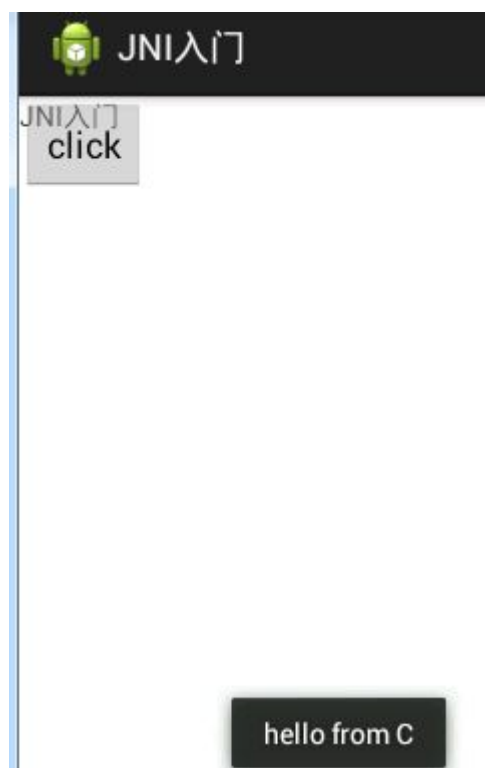 JNI入门
JNI入门
click
hello from C